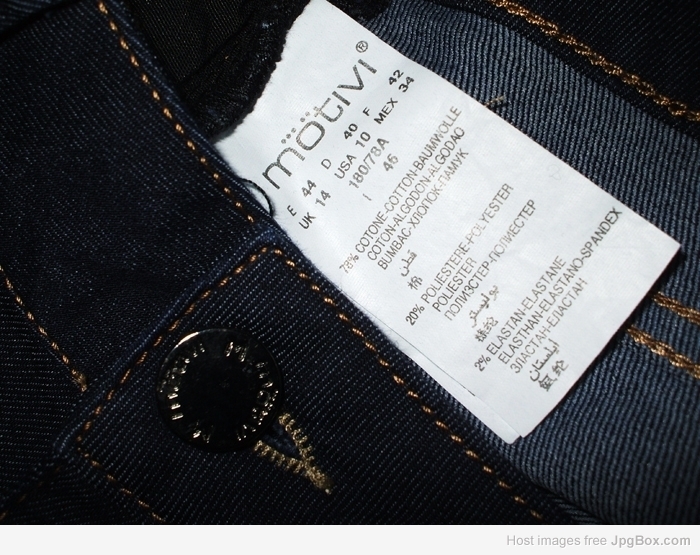 mötivi®
E 44 D 40 F 42
UK 14 USA 10 MEX 34
180/78A
I 46
78% COTONE-COTTON-BAUMWOLLE
COTON-ALGODON-ALGODAO
BUMBAC-ХЛОПОК-ПАМУК
قطن
棉
20% POLIESTERE-POLYESTER
POLIESTER
ПОЛИЭСТЕР-ПОЛИЕСТЕР
بوليستر
2% ELASTAN-ELASTANE
ELASTHAN-ELASTANO-SPANDEX
ЭЛАСТАН-ЕЛАСТАН
Host images free JpgBox.com